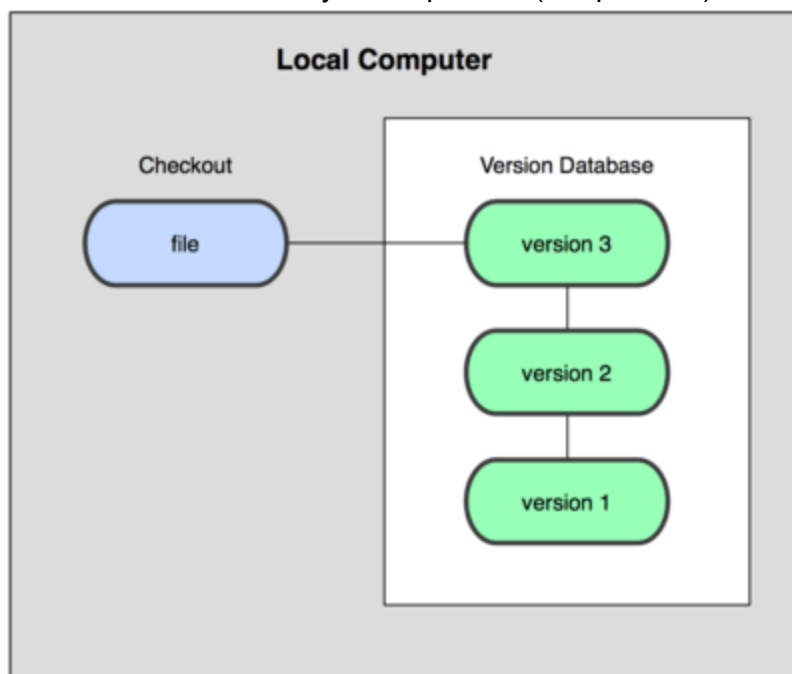 Local Computer
Checkout
Version Database
file
version 3
version 2
version 1